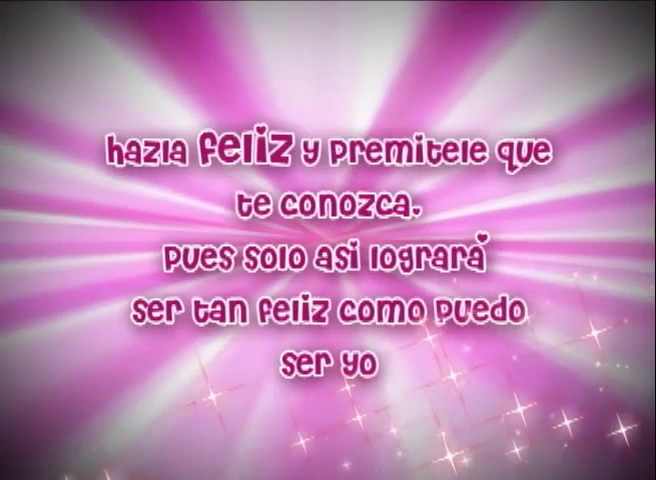 hazla feliz y premitele que
te conozca.
pues solo asi logrará
ser tan feliz como puedo
ser yo